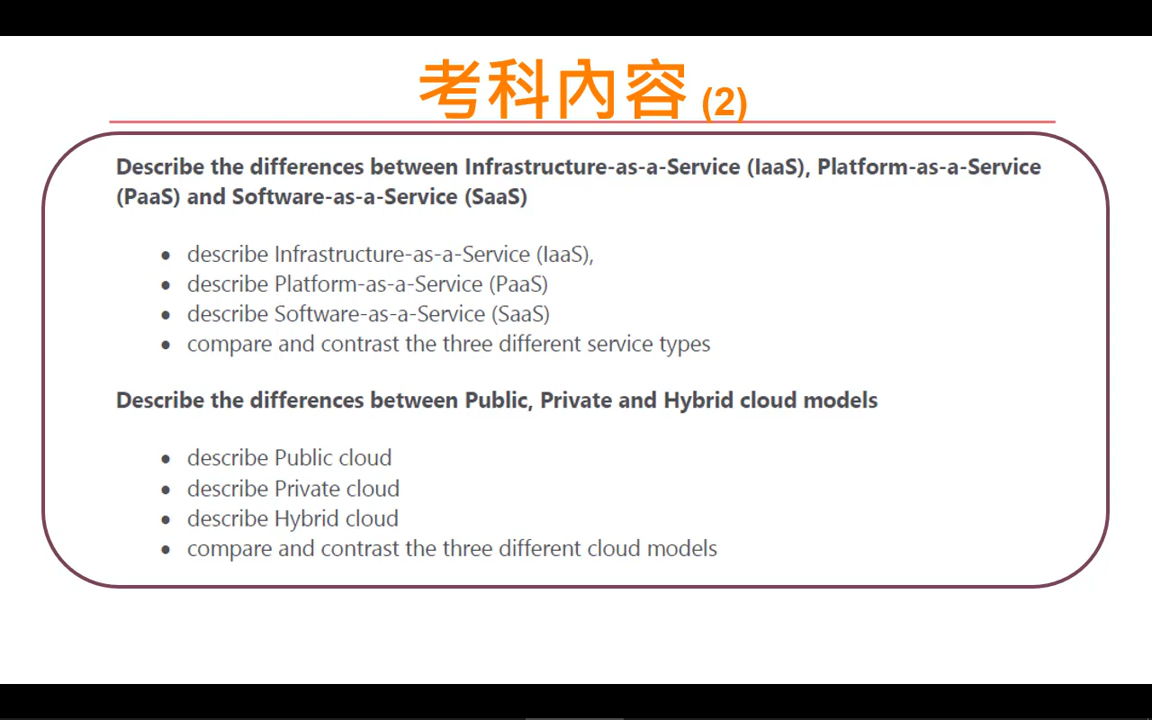 考科內容 (2)
Describe the differences between Infrastructure-as-a-Service (IaaS), Platform-as-a-Service
(PaaS) and Software-as-a-Service (SaaS)
• describe Infrastructure-as-a-Service (IaaS),
• describe Platform-as-a-Service (PaaS)
• describe Software-as-a-Service (SaaS)
• compare and contrast the three different service types
Describe the differences between Public, Private and Hybrid cloud models
• describe Public cloud
• describe Private cloud
• describe Hybrid cloud
• compare and contrast the three different cloud models